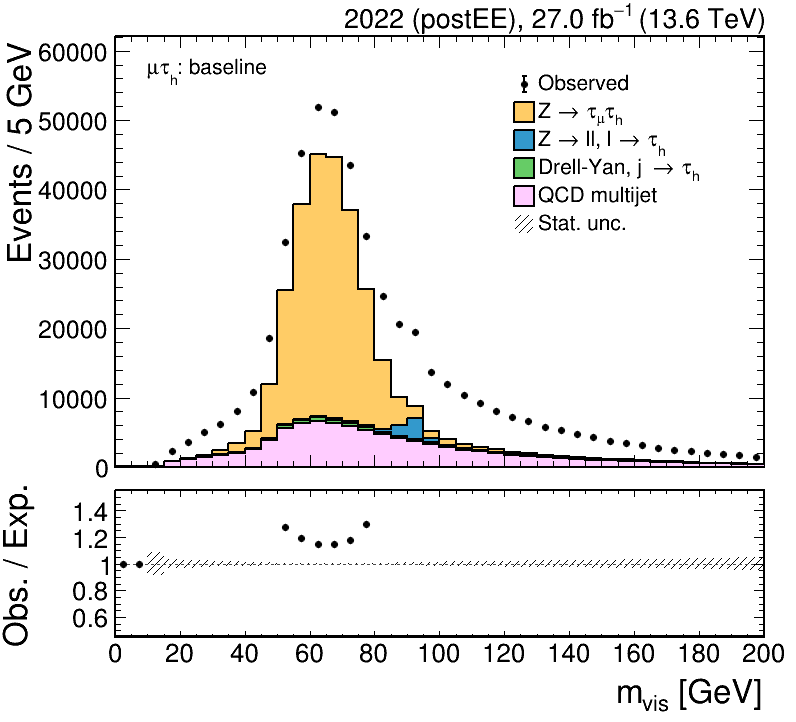 2022 (postEE), 27.0 fb⁻¹ (13.6 TeV)
Events / 5 GeV
60000
50000
40000
30000
20000
10000
0
μτₕ: baseline
Observed
Z → τ_μτₕ
Z → ll, l → τₕ
Drell-Yan, j → τₕ
QCD multijet
Stat. unc.
Obs. / Exp.
1.4
1.2
1
0.8
0.6
0 20 40 60 80 100 120 140 160 180 200
m_vis [GeV]